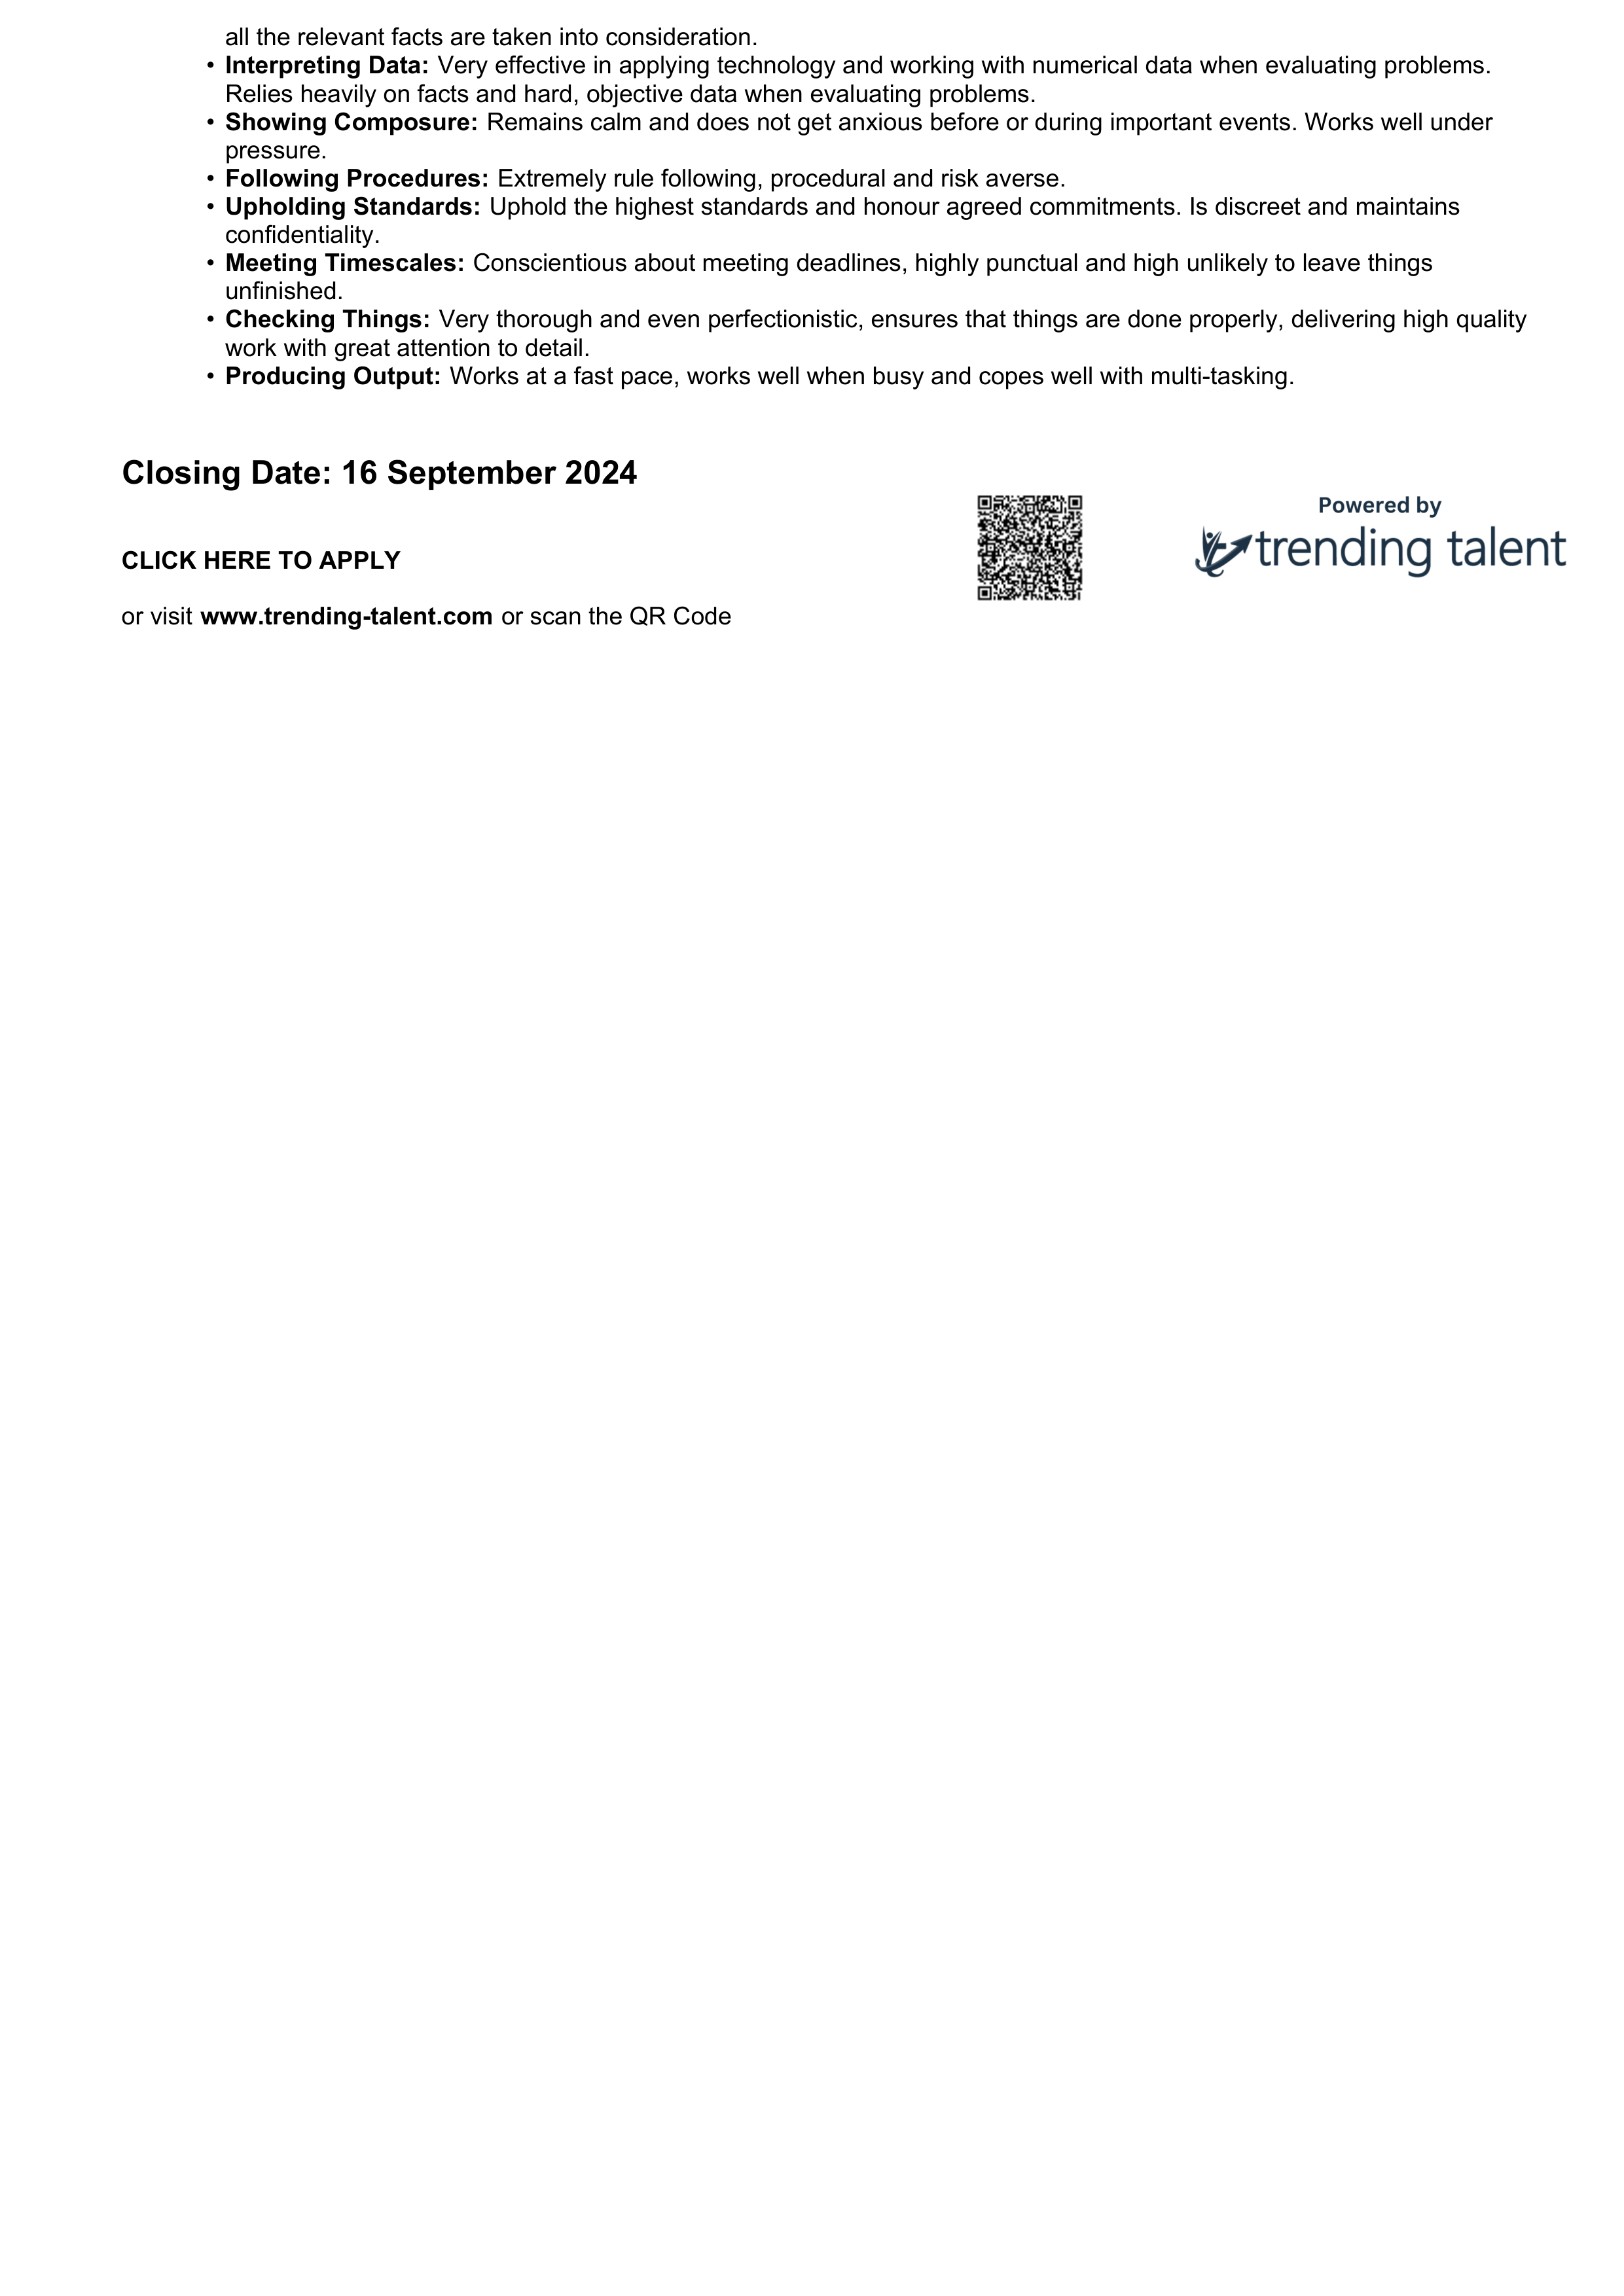 all the relevant facts are taken into consideration.
• Interpreting Data: Very effective in applying technology and working with numerical data when evaluating problems.
Relies heavily on facts and hard, objective data when evaluating problems.
• Showing Composure: Remains calm and does not get anxious before or during important events. Works well under
pressure.
• Following Procedures: Extremely rule following, procedural and risk averse.
• Upholding Standards: Uphold the highest standards and honour agreed commitments. Is discreet and maintains
confidentiality.
• Meeting Timescales: Conscientious about meeting deadlines, highly punctual and high unlikely to leave things
unfinished.
• Checking Things: Very thorough and even perfectionistic, ensures that things are done properly, delivering high quality
work with great attention to detail.
• Producing Output: Works at a fast pace, works well when busy and copes well with multi-tasking.
Closing Date: 16 September 2024
Powered by
trending talent
CLICK HERE TO APPLY
or visit www.trending-talent.com or scan the QR Code